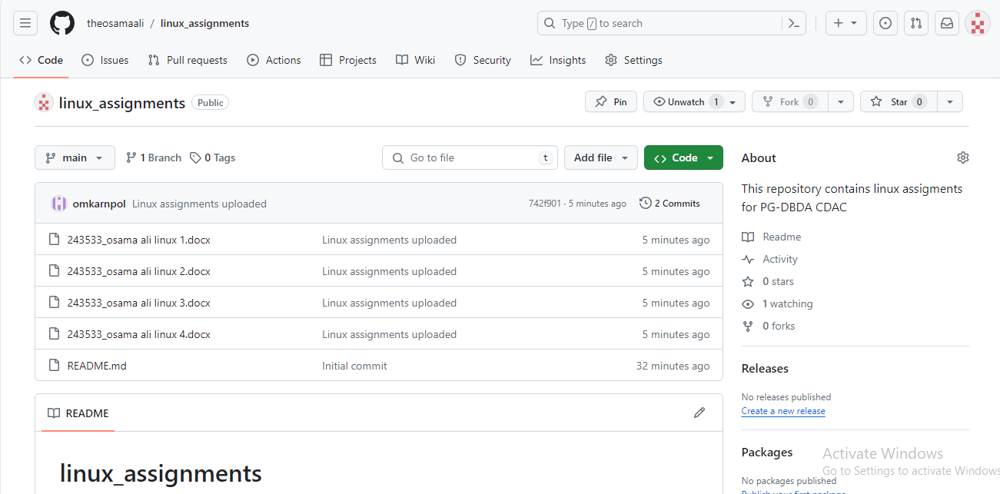 theosamaali / linux_assignments
Type / to search
Code Issues Pull requests Actions Projects Wiki Security Insights Settings
linux_assignments Public
Pin Unwatch 1 Fork 0 Star 0
main 1 Branch 0 Tags Go to file t Add file Code
omkarnpol Linux assignments uploaded 742f901 · 5 minutes ago 2 Commits
243533_osama ali linux 1.docx Linux assignments uploaded 5 minutes ago
243533_osama ali linux 2.docx Linux assignments uploaded 5 minutes ago
243533_osama ali linux 3.docx Linux assignments uploaded 5 minutes ago
243533_osama ali linux 4.docx Linux assignments uploaded 5 minutes ago
README.md Initial commit 32 minutes ago
README
linux_assignments
About
This repository contains linux assigments
for PG-DBDA CDAC
Readme
Activity
0 stars
1 watching
0 forks
Releases
No releases published
Create a new release
Packages
No packages published
Publish your first package
Activate Windows
Go to Settings to activate Windows